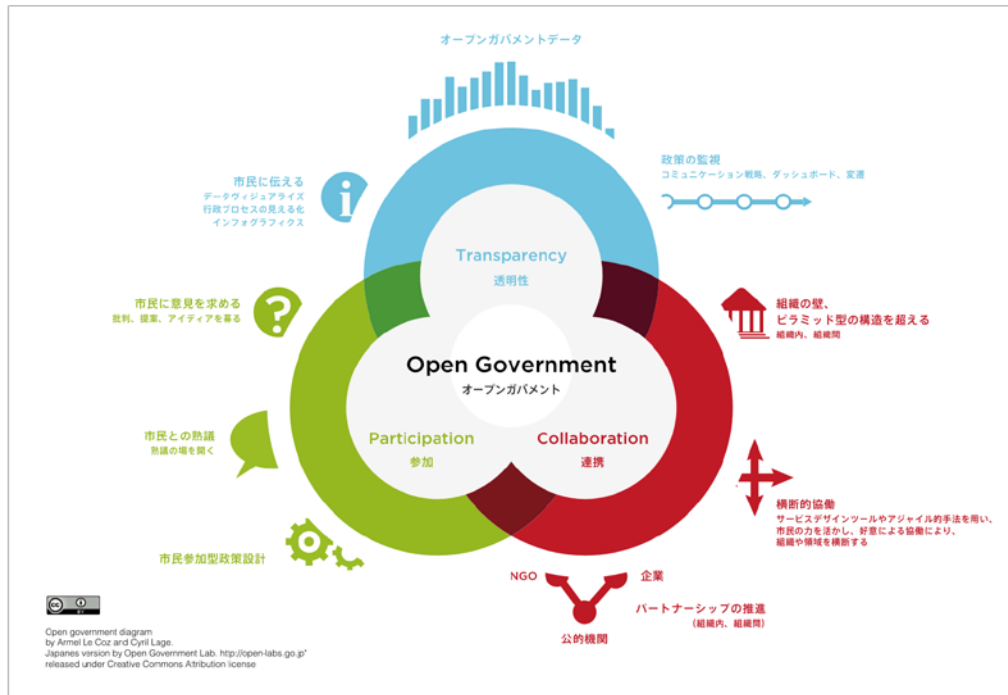 オープンガバメントデータ
市民に伝える
データヴィジュアライズ
行政プロセスの見える化
インフォグラフィクス
i
政策の監視
コミュニケーション戦略、ダッシュボード、変遷
Transparency
透明性
市民に意見を求める
批判、提案、アイディアを募る
?
組織の壁、
ピラミッド型の構造を超える
組織内、組織間
Open Government
オープンガバメント
市民との熟議
熟議の場を開く
Participation
参加
Collaboration
連携
横断的協働
サービスデザインツールやアジャイル的手法を用い、
市民の力を活かし、好意による協働により、
組織や領域を横断する
市民参加型政策設計
NGO
企業
公的機関
パートナーシップの推進
(組織内、組織間)
cc
BY
Open government diagram
by Armel Le Coz and Cyril Lage.
Japanes version by Open Government Lab. http://open-labs.go.jp"
released under Creative Commons Atribution license